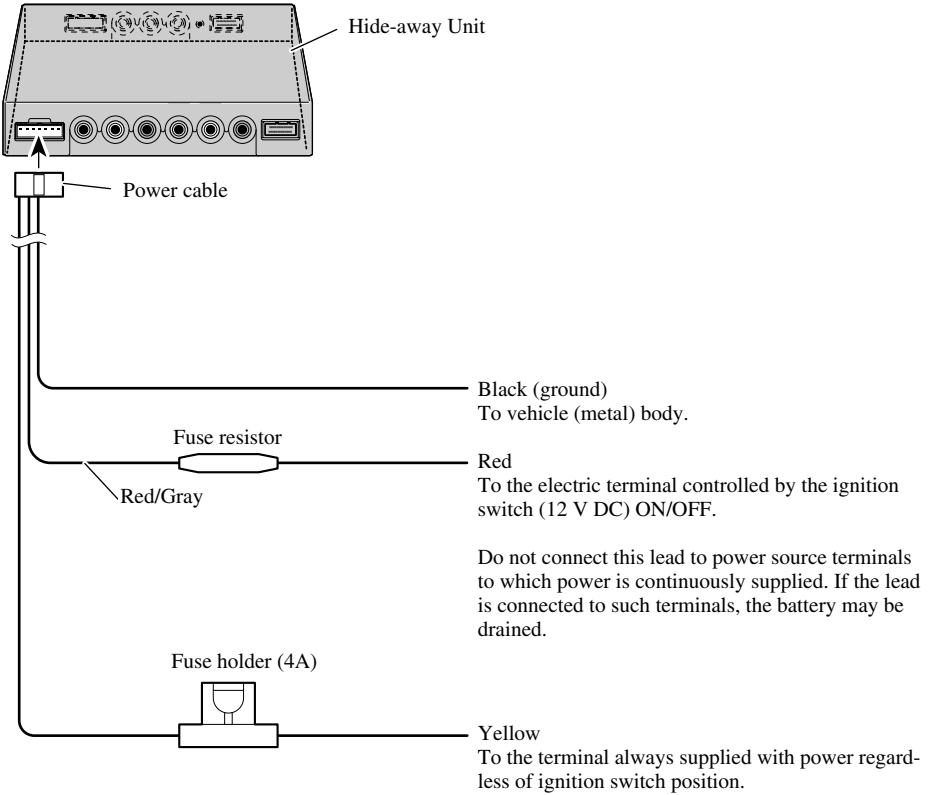 Hide-away Unit
Power cable
Black (ground)
To vehicle (metal) body.
Fuse resistor
Red
To the electric terminal controlled by the ignition
switch (12 V DC) ON/OFF.
Red/Gray
Do not connect this lead to power source terminals
to which power is continuously supplied. If the lead
is connected to such terminals, the battery may be
drained.
Fuse holder (4A)
Yellow
To the terminal always supplied with power regard-
less of ignition switch position.